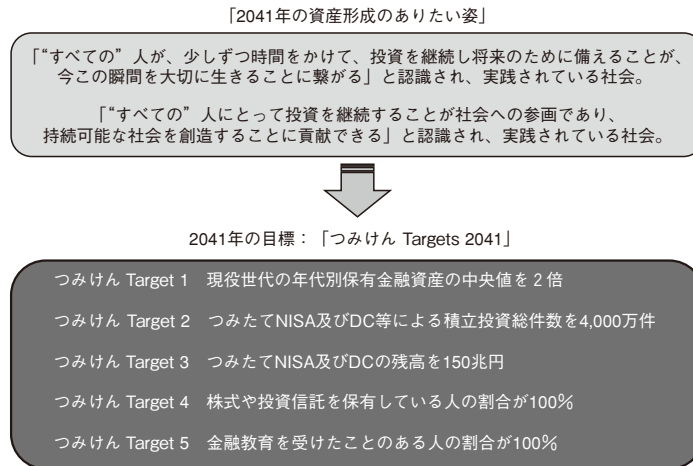 「2041年の資産形成のありたい姿」
「“すべての”人が、少しずつ時間をかけて、投資を継続し将来のために備えることが、
今この瞬間を大切に生きることに繋がる」と認識され、実践されている社会。
「“すべての”人にとって投資を継続することが社会への参画であり、
持続可能な社会を創造することに貢献できる」と認識され、実践されている社会。
2041年の目標：「つみけん Targets 2041」
つみけん Target 1　現役世代の年代別保有金融資産の中央値を２倍
つみけん Target 2　つみたてNISA及びDC等による積立投資総件数を4,000万件
つみけん Target 3　つみたてNISA及びDCの残高を150兆円
つみけん Target 4　株式や投資信託を保有している人の割合が100％
つみけん Target 5　金融教育を受けたことのある人の割合が100％